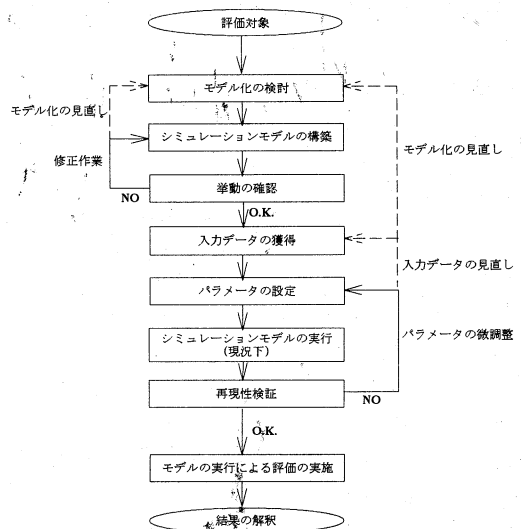 評価対象
モデル化の検討
モデル化の見直し
シミュレーションモデルの構築
モデル化の見直し
修正作業
挙動の確認
NO
O.K.
入力データの獲得
入力データの見直し
パラメータの設定
パラメータの微調整
シミュレーションモデルの実行
(現況下)
再現性検証
NO
O.K.
モデルの実行による評価の実施
結果の解釈